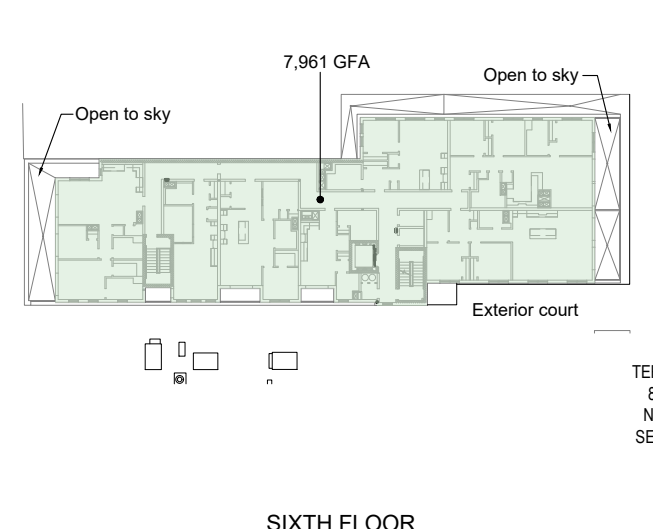 7,961 GFA
Open to sky
Open to sky
Exterior court
SIXTH FLOOR